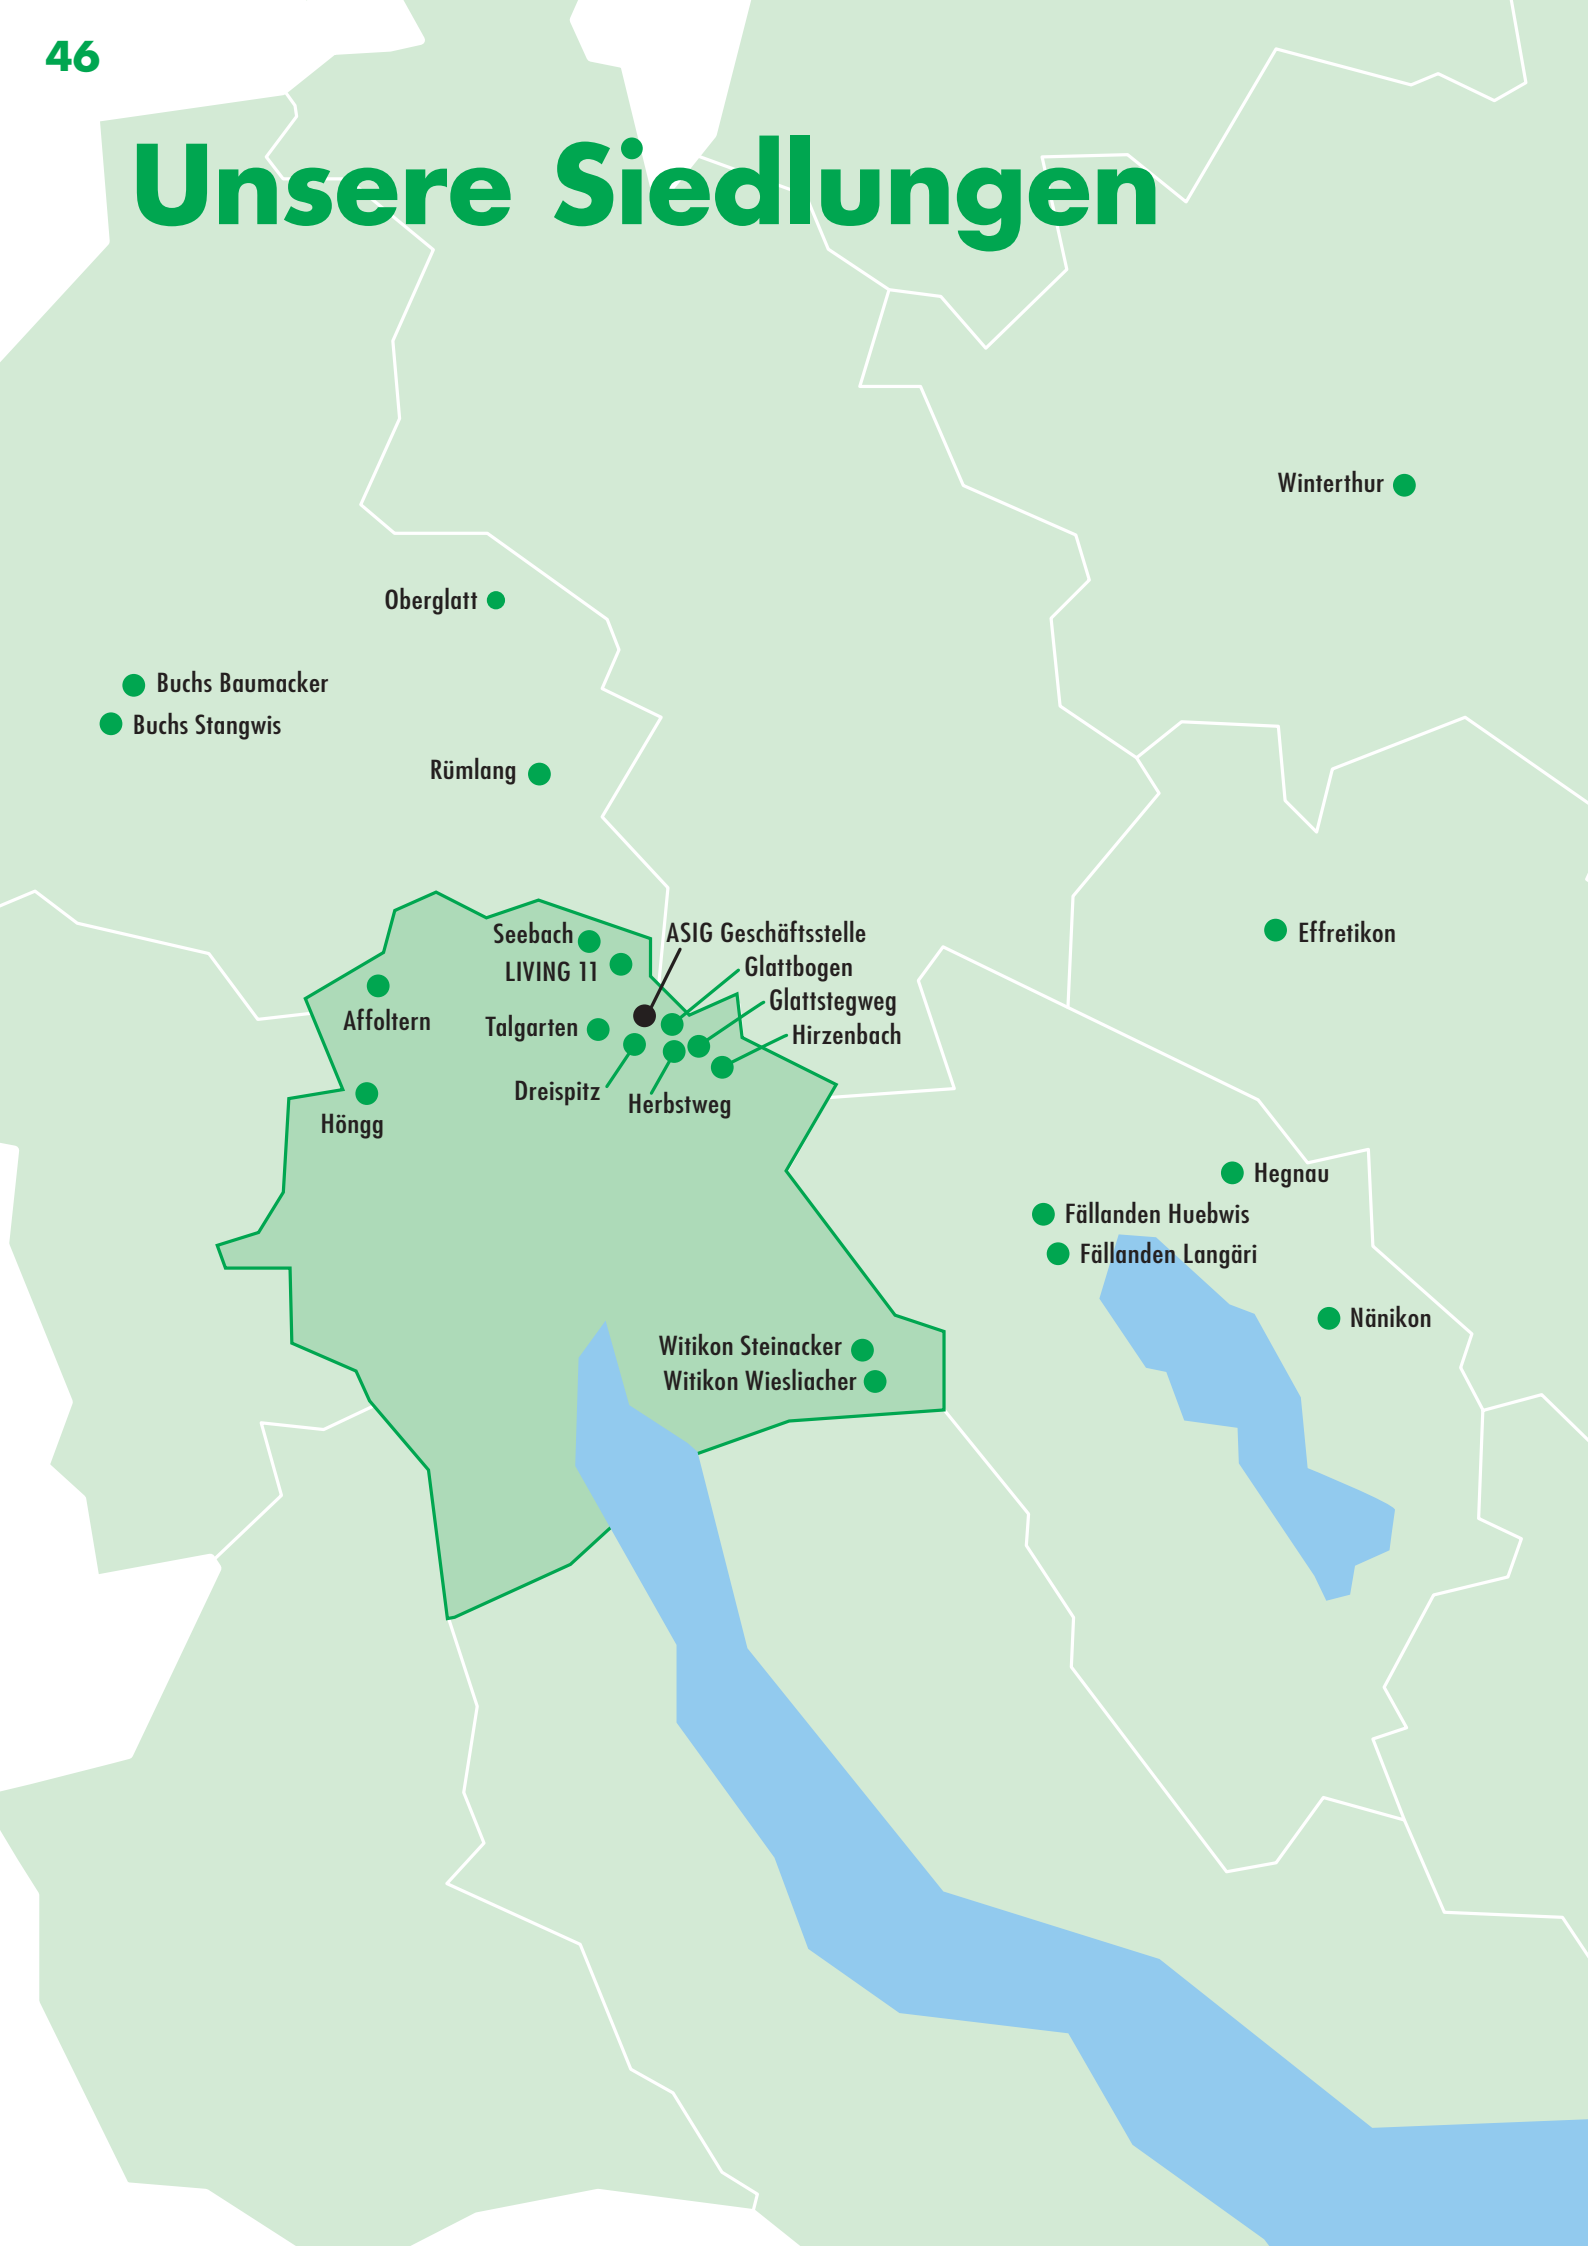 46
Unsere Siedlungen
Winterthur
Oberglatt
Buchs Baumacker
Buchs Stangwis
Rümlang
Seebach
ASIG Geschäftsstelle
Effretikon
LIVING 11
Glattbogen
Glattstegweg
Affoltern
Talgarten
Hirzenbach
Dreispitz
Herbstweg
Höngg
Hegnau
Fällanden Huebwis
Fällanden Langäri
Nänikon
Witikon Steinacker
Witikon Wiesliacher